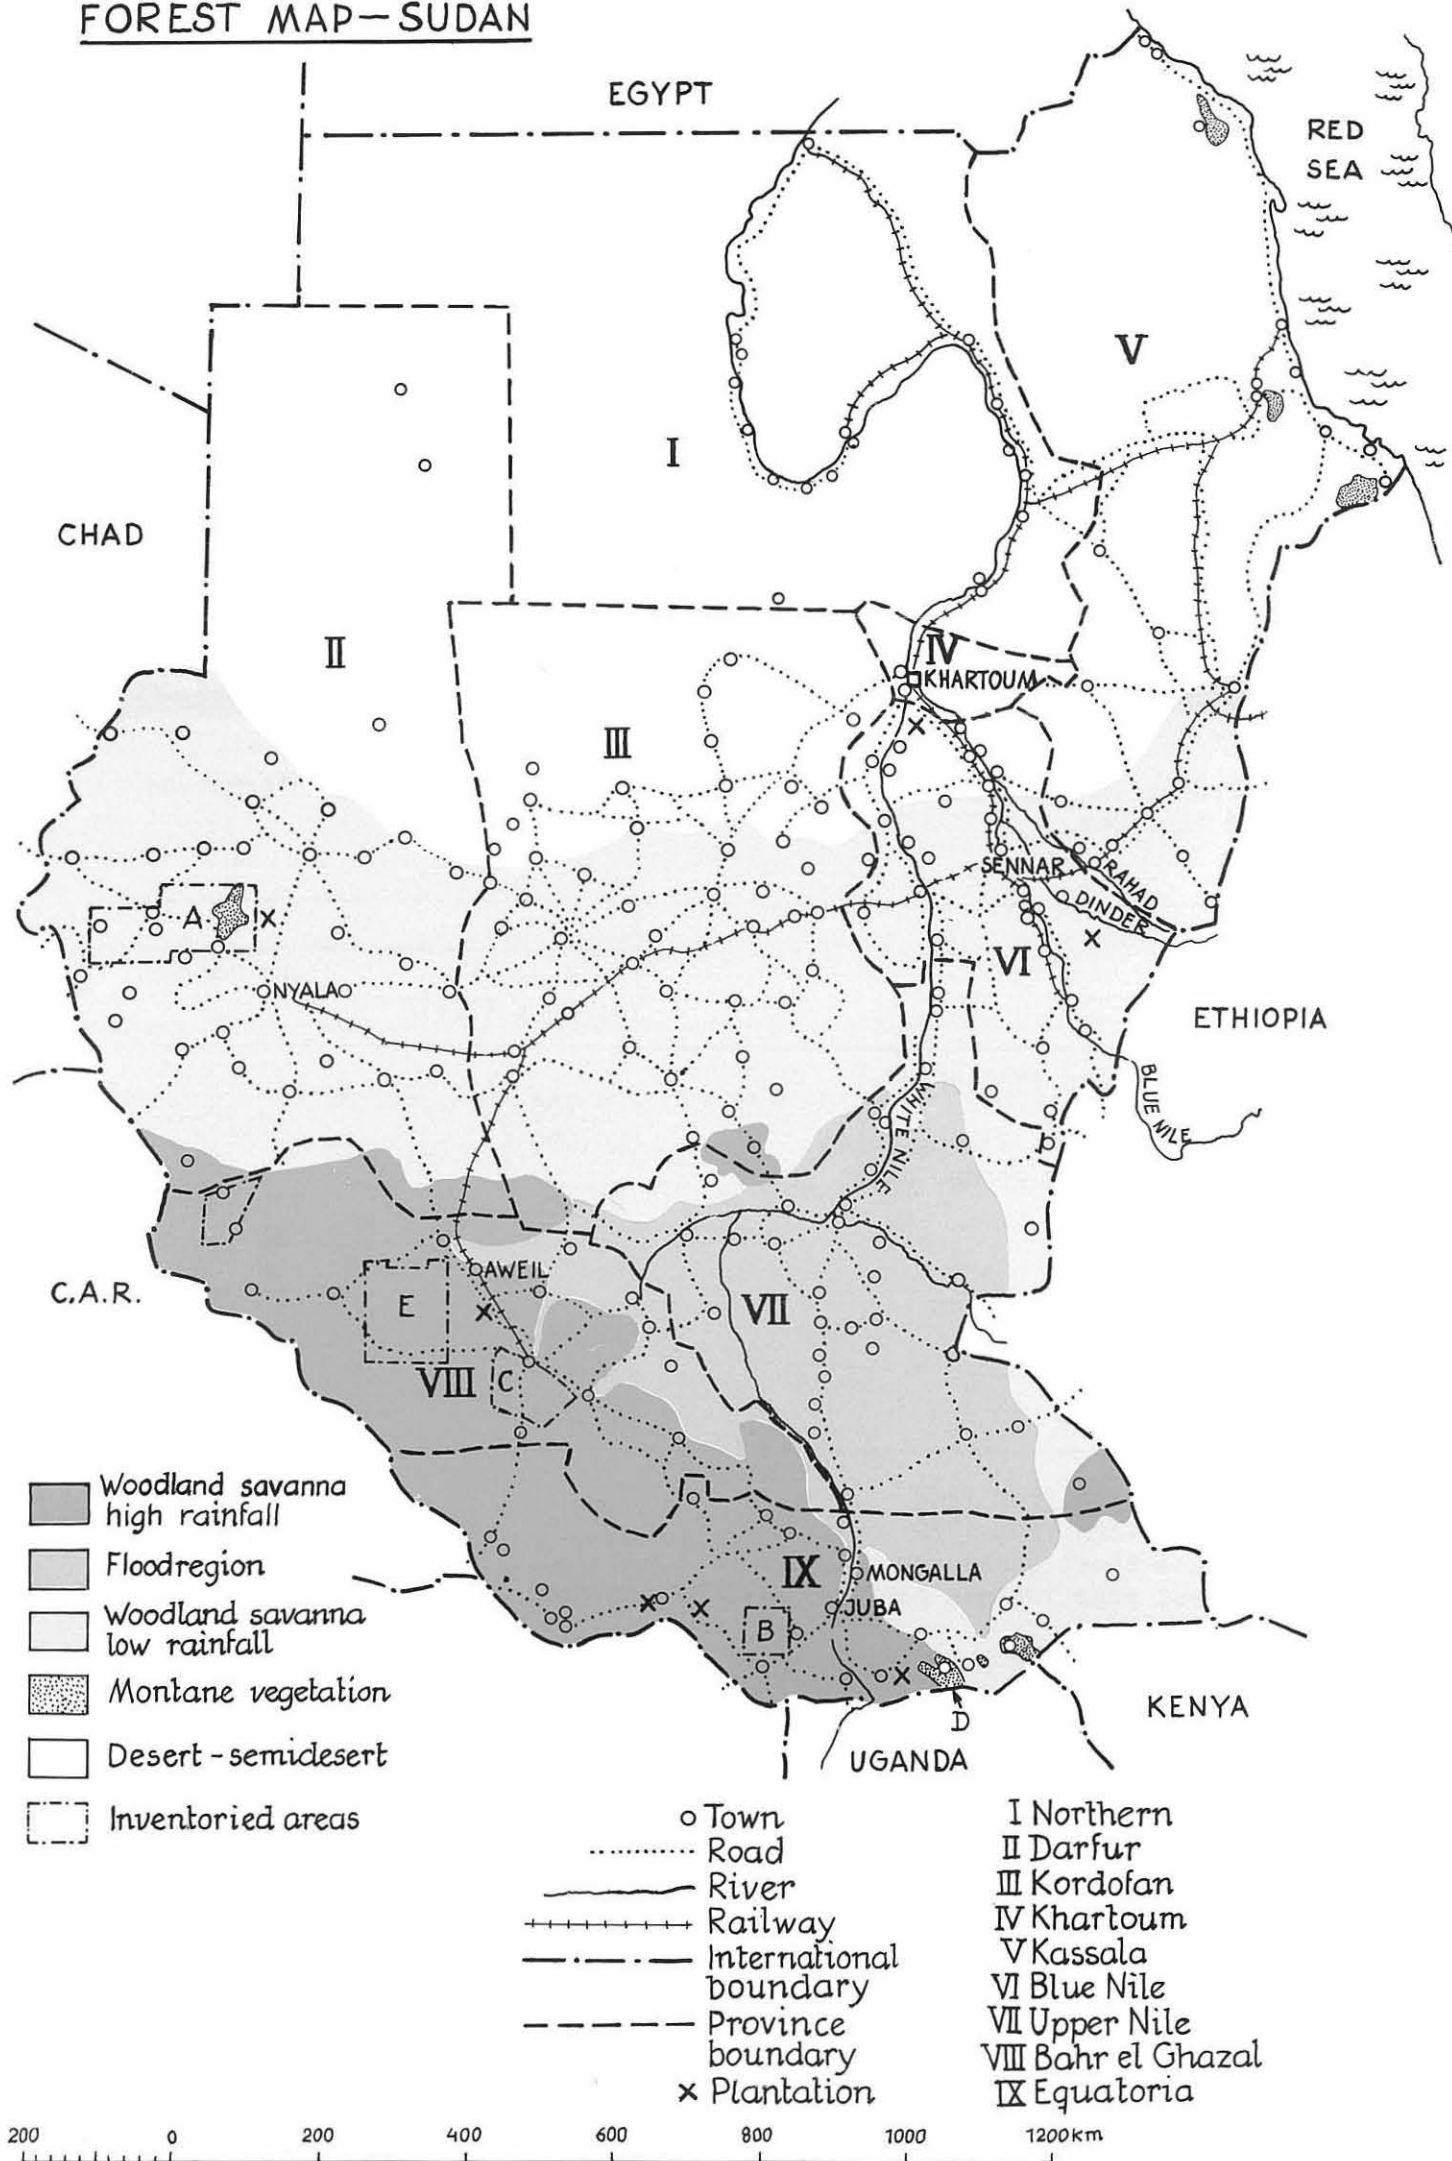 FOREST MAP—SUDAN
EGYPT
RED
SEA
V
I
CHAD
II
IV
KHARTOUM
III
SENNAR
RAHAD
DINDER
A
VI
NYALA
ETHIOPIA
BLUE NILE
WHITE NILE
C.A.R.
AWEIL
E
VII
VIII
C
IX
MONGALLA
JUBA
B
D
KENYA
UGANDA
Woodland savanna
high rainfall
Floodregion
Woodland savanna
low rainfall
Montane vegetation
Desert - semidesert
Inventoried areas
Town
Road
River
Railway
International
boundary
Province
boundary
Plantation
I Northern
II Darfur
III Kordofan
IV Khartoum
V Kassala
VI Blue Nile
VII Upper Nile
VIII Bahr el Ghazal
IX Equatoria
200 0 200 400 600 800 1000 1200km